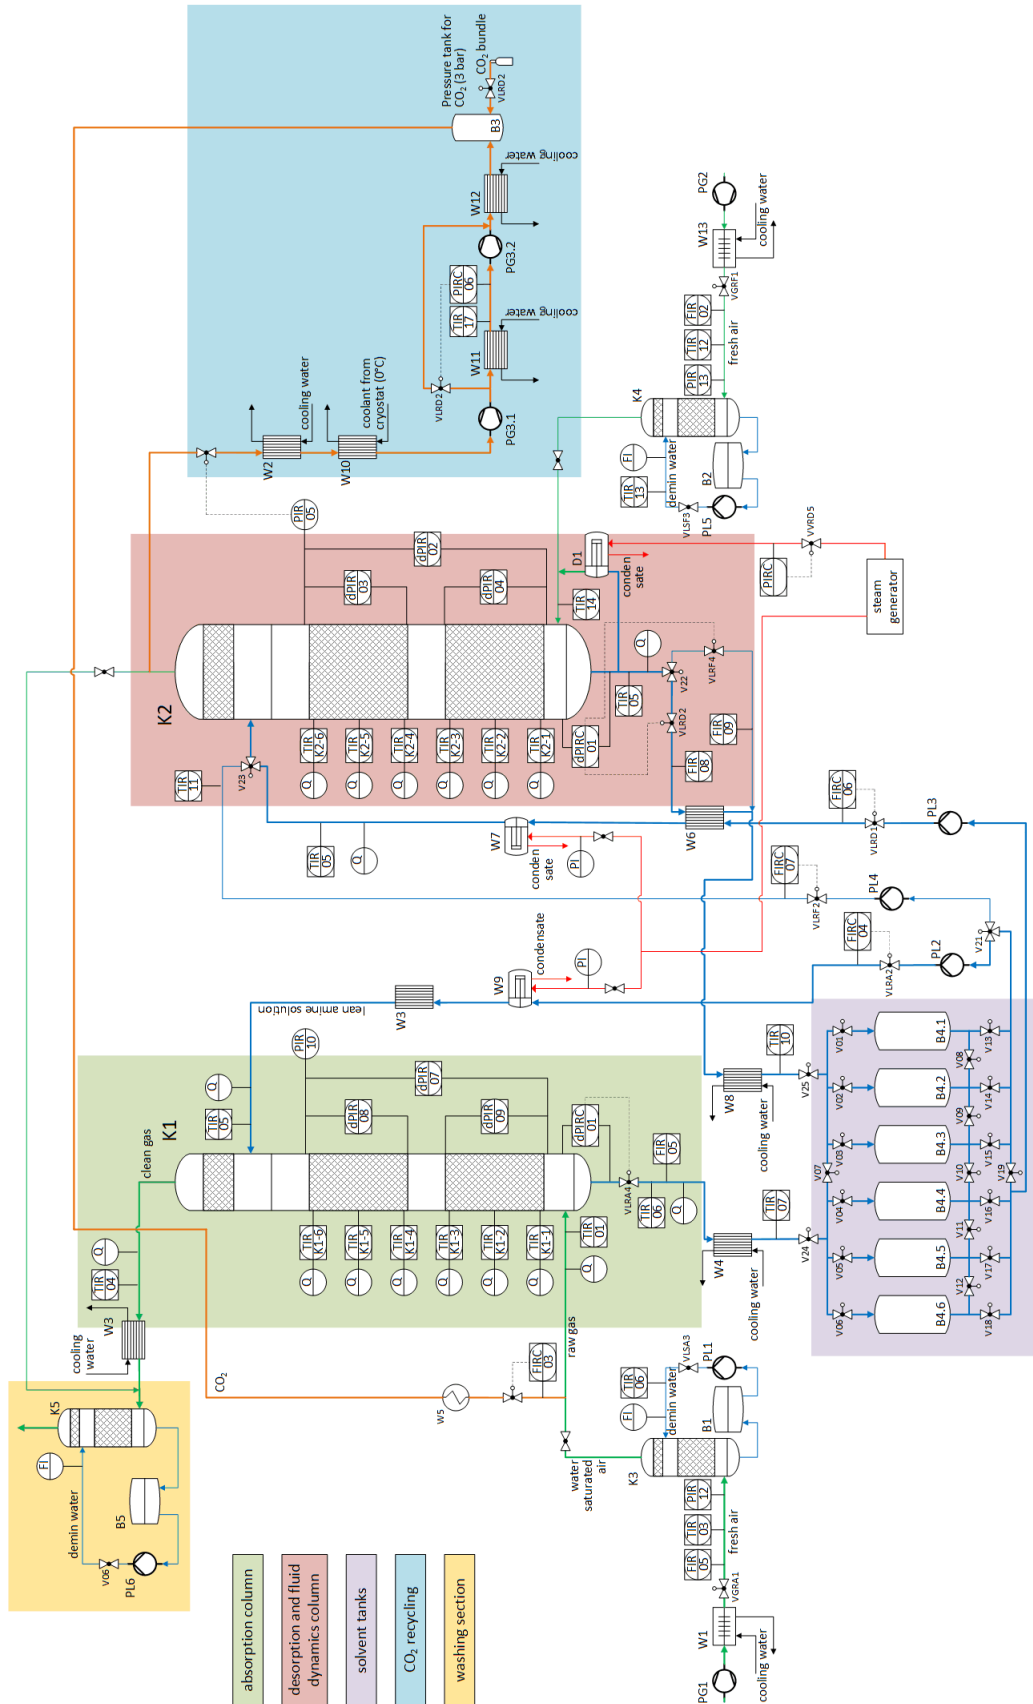 Pressure tank for
CO2 (3 bar)
CO2 bundle
VLRD2
B3
cooling water
W12
PG3.2
PIRC
06
TIR
17
cooling water
W11
VLRD2
PG3.1
cooling water
W2
coolant from
cryostat (0°C)
W10
PG2
cooling water
W13
VGRF1
FIR
02
TIR
12
PIR
13
fresh air
K4
FI
TIR
13
demin water
VLSF3
PL5
B2
K2
PIR
05
dPIR
02
dPIR
03
dPIR
04
D1
conden
sate
TIR
14
TIR
K2-6
Q
TIR
K2-5
Q
TIR
K2-4
Q
TIR
K2-3
Q
TIR
K2-2
Q
TIR
K2-1
Q
dPIRC
01
TIR
05
Q
V22
VLRF4
VLRD2
FIR
08
FIR
09
PIRC
VVRD5
steam
generator
TIR
11
V23
TIR
05
Q
W7
conden
sate
PI
W6
FIRC
06
VLRD1
PL3
FIRC
07
VLRF2
PL4
FIRC
04
VLRA2
PL2
V21
W9
condensate
PI
W3
lean amine solution
K1
clean gas
Q
TIR
05
PIR
10
dPIR
07
dPIR
08
dPIR
09
TIR
K1-6
Q
TIR
K1-5
Q
TIR
K1-4
Q
TIR
K1-3
Q
TIR
K1-2
Q
TIR
K1-1
Q
dPIRC
01
VLRA4
FIR
05
TIR
06
Q
TIR
01
Q
raw gas
W8
cooling water
TIR
10
V25
W4
cooling water
TIR
07
V24
V01
V02
V03
V04
V05
V06
V07
B4.1
B4.2
B4.3
B4.4
B4.5
B4.6
V08
V09
V10
V11
V12
V13
V14
V15
V16
V17
V18
V19
Q
TIR
04
W3
cooling
water
CO2
W5
FIRC
03
water
saturated air
K3
FI
TIR
06
demin water
VLSA3
PL1
B1
PIR
12
TIR
03
FIR
05
fresh air
VGRA1
W1
cooling water
PG1
K5
FI
demin water
B5
V06
PL6
absorption column
desorption and fluid
dynamics column
solvent tanks
CO2 recycling
washing section